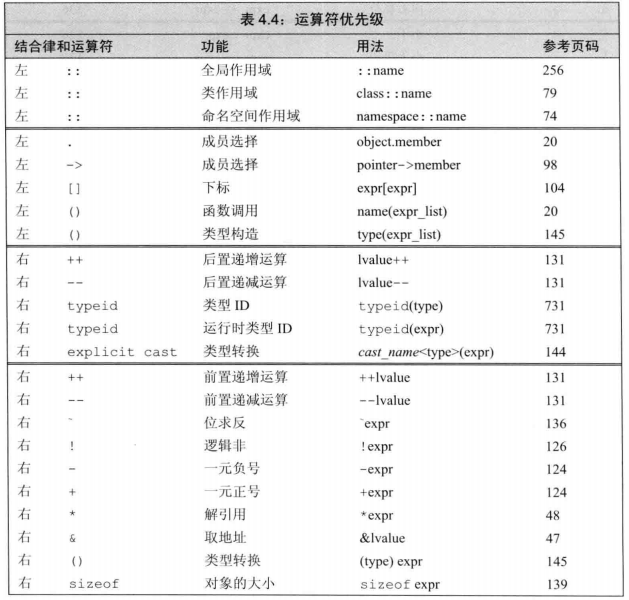 表 4.4：运算符优先级
结合律和运算符 功能 用法 参考页码
左 :: 全局作用域 ::name 256
左 :: 类作用域 class::name 79
左 :: 命名空间作用域 namespace::name 74
左 . 成员选择 object.member 20
左 -> 成员选择 pointer->member 98
左 [] 下标 expr[expr] 104
左 () 函数调用 name(expr_list) 20
左 () 类型构造 type(expr_list) 145
右 ++ 后置递增运算 lvalue++ 131
右 -- 后置递减运算 lvalue-- 131
右 typeid 类型 ID typeid(type) 731
右 typeid 运行时类型 ID typeid(expr) 731
右 explicit cast 类型转换 cast_name<type>(expr) 144
右 ++ 前置递增运算 ++lvalue 131
右 -- 前置递减运算 --lvalue 131
右 ~ 位求反 ~expr 136
右 ! 逻辑非 !expr 126
右 - 一元负号 -expr 124
右 + 一元正号 +expr 124
右 * 解引用 *expr 48
右 & 取地址 &lvalue 47
右 () 类型转换 (type) expr 145
右 sizeof 对象的大小 sizeof expr 139